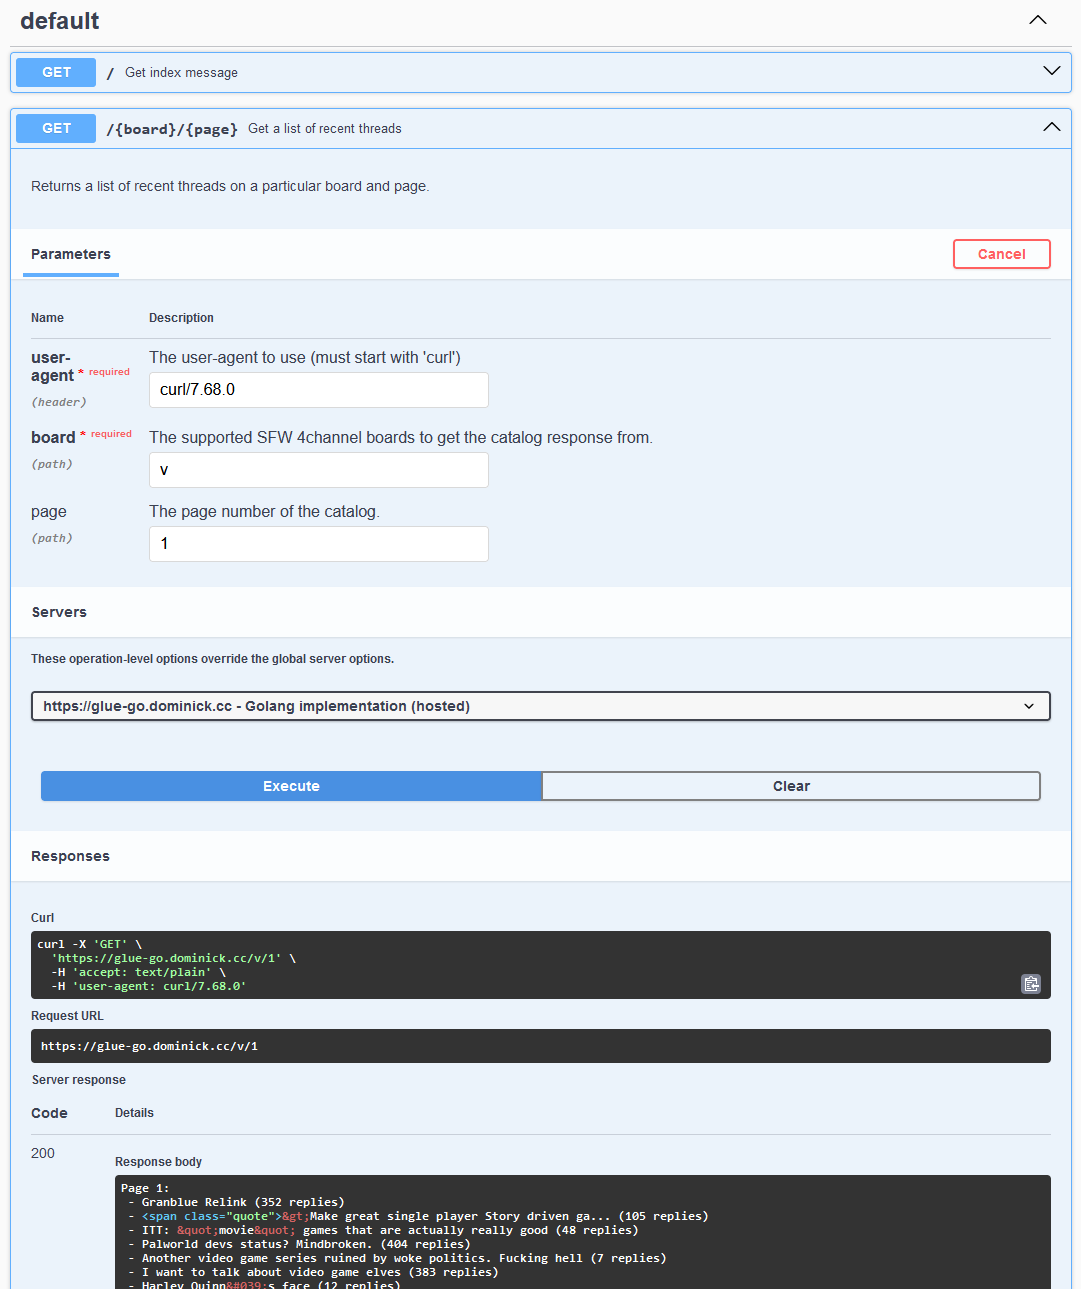 default
GET / Get index message
GET /{board}/{page} Get a list of recent threads
Returns a list of recent threads on a particular board and page.
Parameters
Cancel
Name Description
user-
agent * required
(header)
The user-agent to use (must start with 'curl')
curl/7.68.0
board * required
(path)
The supported SFW 4channel boards to get the catalog response from.
v
page
(path)
The page number of the catalog.
1
Servers
These operation-level options override the global server options.
https://glue-go.dominick.cc - Golang implementation (hosted)
Execute Clear
Responses
Curl
curl -X 'GET' \
'https://glue-go.dominick.cc/v/1' \
-H 'accept: text/plain' \
-H 'user-agent: curl/7.68.0'
Request URL
https://glue-go.dominick.cc/v/1
Server response
Code Details
200
Response body
Page 1:
- Granblue Relink (352 replies)
- <span class="quote">&gt;Make great single player Story driven ga... (105 replies)
- ITT: &quot;movie&quot; games that are actually really good (48 replies)
- Palworld devs status? Mindbroken. (404 replies)
- Another video game series ruined by woke politics. Fucking hell (7 replies)
- I want to talk about video game elves (383 replies)
- Harley Quinn&#039;s face (12 replies)